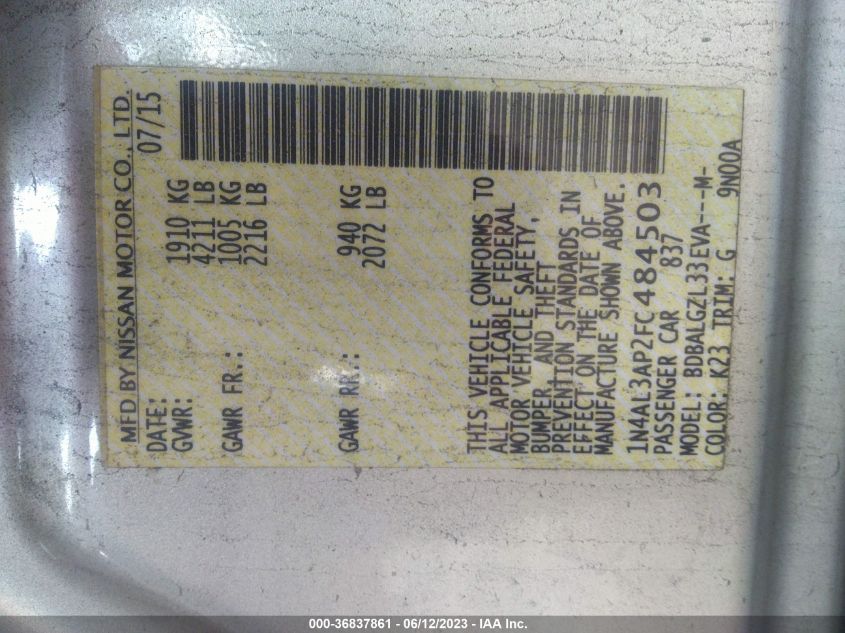 MFD BY NISSAN MOTOR CO., LTD.
DATE: 07/15
GVWR: 1910 KG
4211 LB
GAWR FR.: 1005 KG
2216 LB
GAWR RR.: 940 KG
2072 LB
THIS VEHICLE CONFORMS TO
ALL APPLICABLE FEDERAL
MOTOR VEHICLE SAFETY,
BUMPER AND THEFT
PREVENTION STANDARDS IN
EFFECT ON THE DATE OF
MANUFACTURE SHOWN ABOVE.
1N4AL3AP2FC484503
PASSENGER CAR 837
MODEL: BDBALGZL33EVA---M-
COLOR: K23 TRIM: G 9N00A
000-36837861 - 06/12/2023 - IAA Inc.